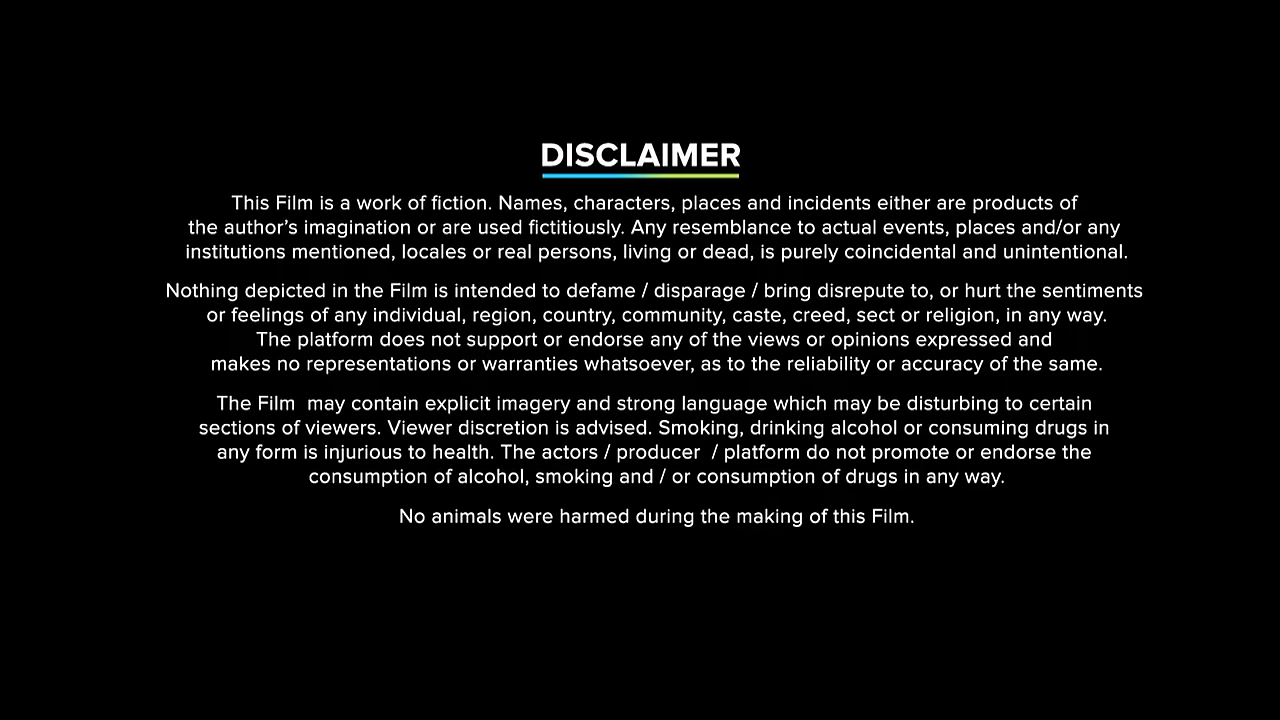 DISCLAIMER
This Film is a work of fiction. Names, characters, places and incidents either are products of
the author’s imagination or are used fictitiously. Any resemblance to actual events, places and/or any
institutions mentioned, locales or real persons, living or dead, is purely coincidental and unintentional.
Nothing depicted in the Film is intended to defame / disparage / bring disrepute to, or hurt the sentiments
or feelings of any individual, region, country, community, caste, creed, sect or religion, in any way.
The platform does not support or endorse any of the views or opinions expressed and
makes no representations or warranties whatsoever, as to the reliability or accuracy of the same.
The Film  may contain explicit imagery and strong language which may be disturbing to certain
sections of viewers. Viewer discretion is advised. Smoking, drinking alcohol or consuming drugs in
any form is injurious to health. The actors / producer  / platform do not promote or endorse the
consumption of alcohol, smoking and / or consumption of drugs in any way.
No animals were harmed during the making of this Film.